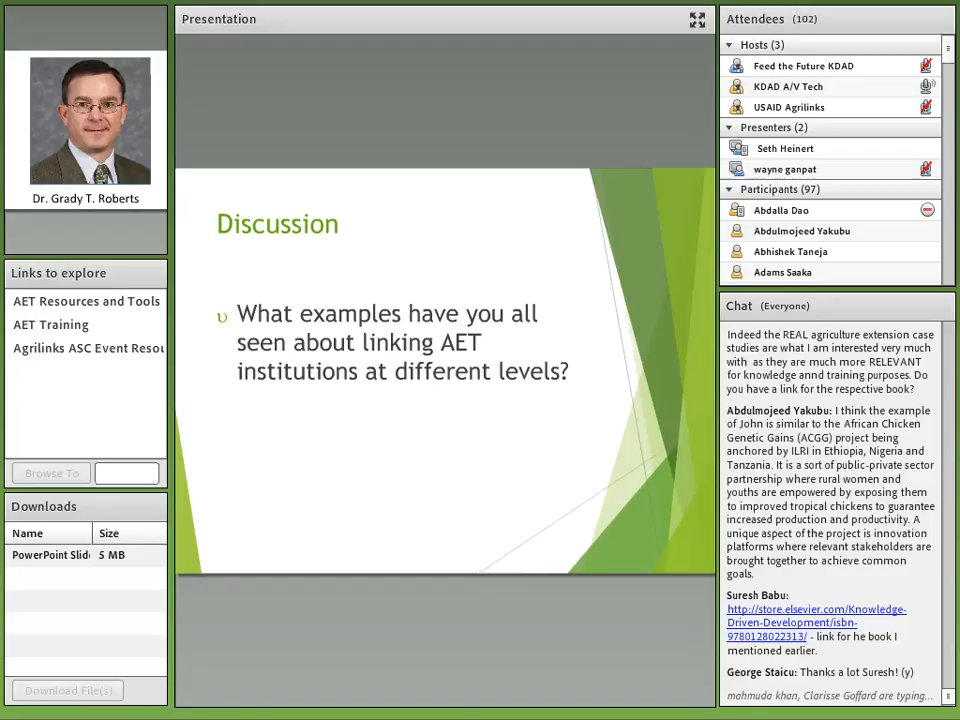 Dr. Grady T. Roberts
Links to explore
AET Resources and Tools
AET Training
Agrilinks ASC Event Resou
Browse To
Downloads
Name Size
PowerPoint Slide 5 MB
Download File(s)
Presentation
Discussion
What examples have you all
seen about linking AET
institutions at different levels?
Attendees (102)
Hosts (3)
Feed the Future KDAD
KDAD A/V Tech
USAID Agrilinks
Presenters (2)
Seth Heinert
wayne ganpat
Participants (97)
Abdalla Dao
Abdulmojeed Yakubu
Abhishek Taneja
Adams Saaka
Chat (Everyone)
Indeed the REAL agriculture extension case
studies are what I am interested very much
with as they are much more RELEVANT
for knowledge annd training purposes. Do
you have a link for the respective book?
Abdulmojeed Yakubu: I think the example
of John is similar to the African Chicken
Genetic Gains (ACGG) project being
anchored by ILRI in Ethiopia, Nigeria and
Tanzania. It is a sort of public-private sector
partnership where rural women and
youths are empowered by exposing them
to improved tropical chickens to guarantee
increased production and productivity. A
unique aspect of the project is innovation
platforms where relevant stakeholders are
brought together to achieve common
goals.
Suresh Babu:
http://store.elsevier.com/Knowledge-
Driven-Development/isbn-
9780128022313/ - link for he book I
mentioned earlier.
George Staicu: Thanks a lot Suresh! (y)
mahmuda khan, Clarisse Goffard are typing...